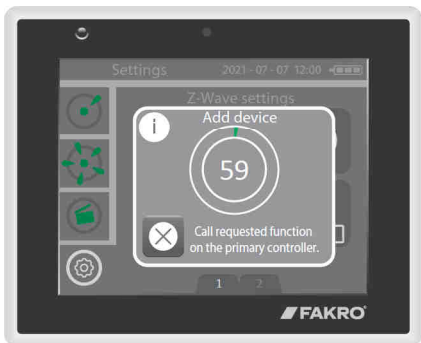 Settings 2021 - 07 - 07 12:00
Z-Wave settings
i Add device
59
Call requested function
on the primary controller.
1 2
FAKRO